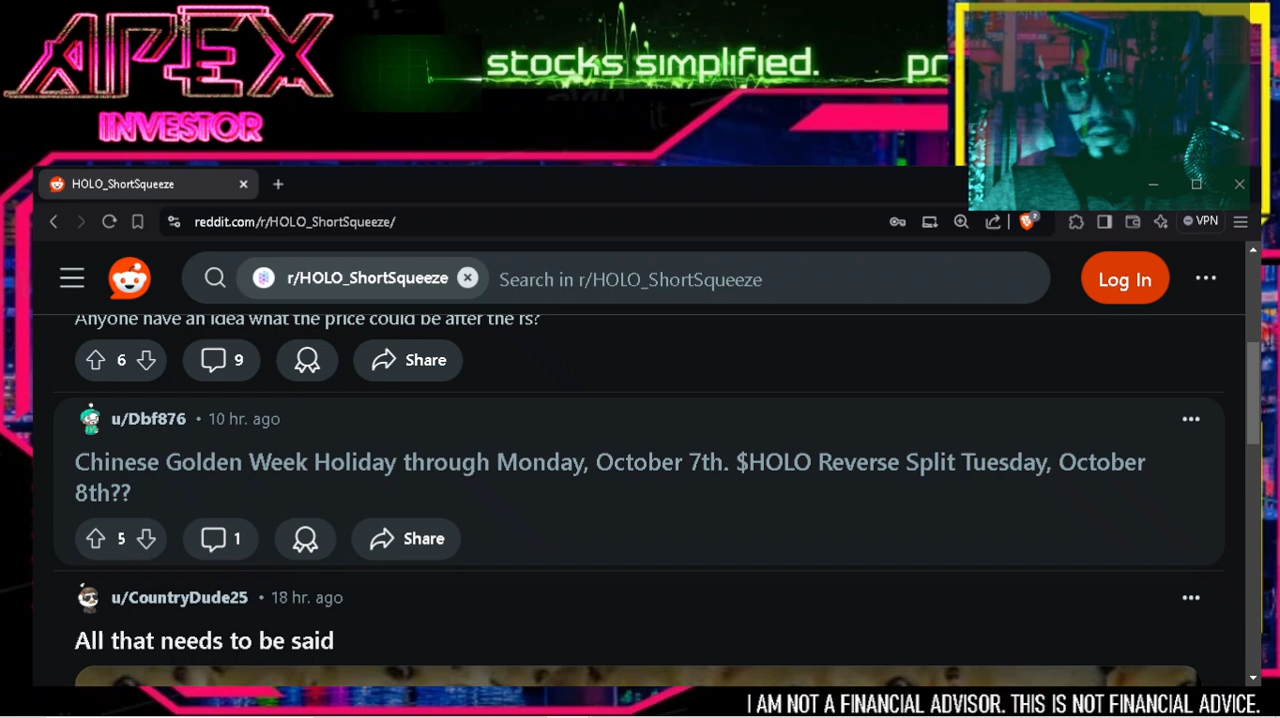 APEX
INVESTOR
stocks simplified. pr
HOLO_ShortSqueeze
reddit.com/r/HOLO_ShortSqueeze/
2
VPN
r/HOLO_ShortSqueeze
Search in r/HOLO_ShortSqueeze
Log In
Anyone have an idea what the price could be after the rs?
6
9
Share
u/Dbf876 • 10 hr. ago
Chinese Golden Week Holiday through Monday, October 7th. $HOLO Reverse Split Tuesday, October
8th??
5
1
Share
u/CountryDude25 • 18 hr. ago
All that needs to be said
I AM NOT A FINANCIAL ADVISOR. THIS IS NOT FINANCIAL ADVICE.